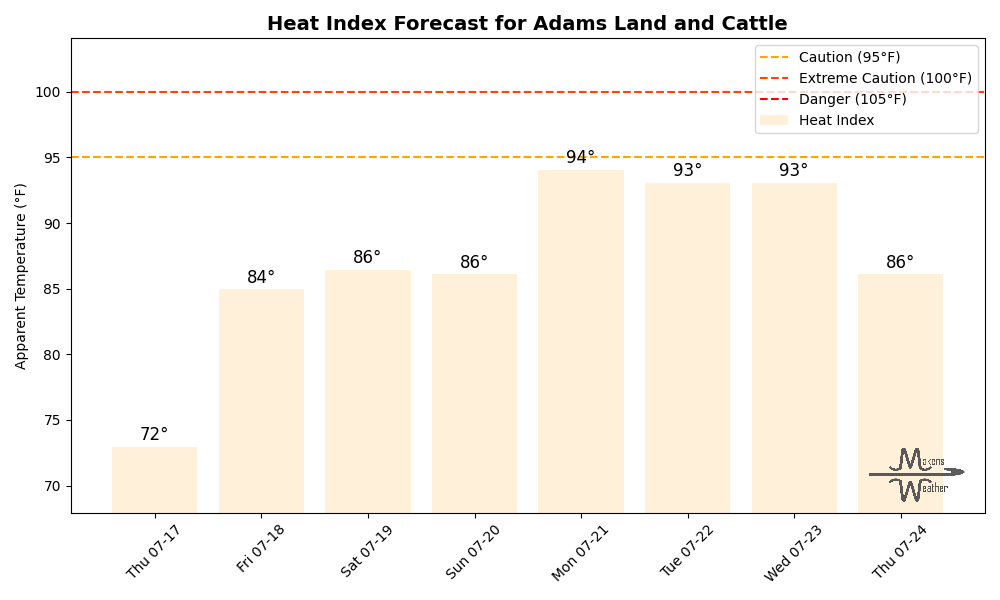 Heat Index Forecast for Adams Land and Cattle
Caution (95°F)
Extreme Caution (100°F)
Danger (105°F)
Heat Index
Apparent Temperature (°F)
100
95
90
85
80
75
70
72°
84°
86°
86°
94°
93°
93°
86°
Thu 07-17
Fri 07-18
Sat 07-19
Sun 07-20
Mon 07-21
Tue 07-22
Wed 07-23
Thu 07-24